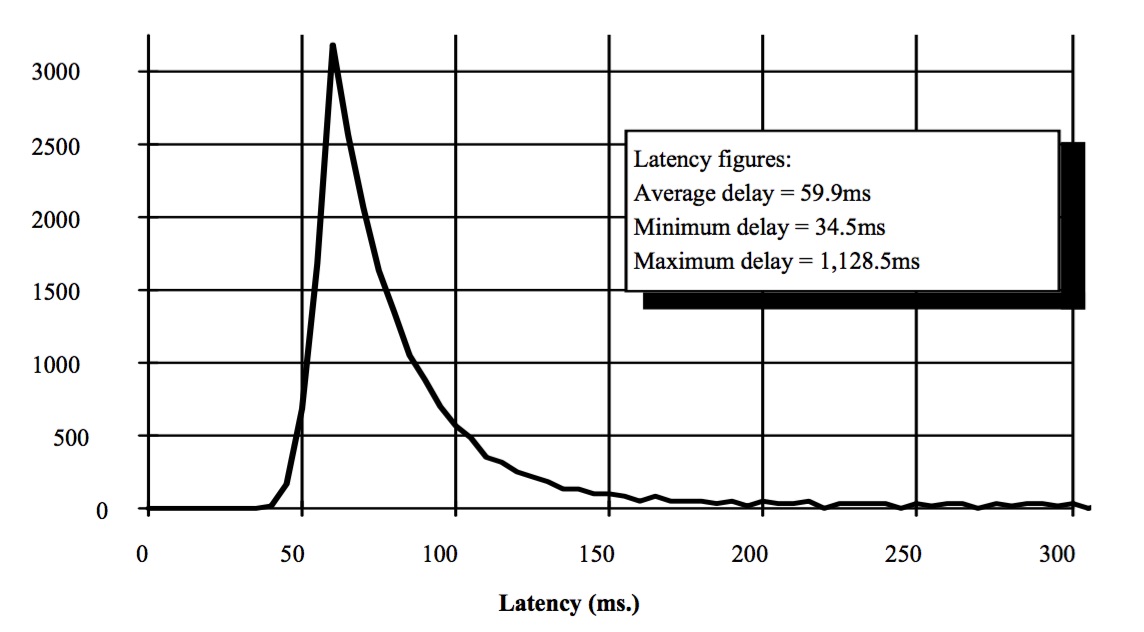 3000
2500
2000
1500
1000
500
0
Latency figures:
Average delay = 59.9ms
Minimum delay = 34.5ms
Maximum delay = 1,128.5ms
0 50 100 150 200 250 300
Latency (ms.)